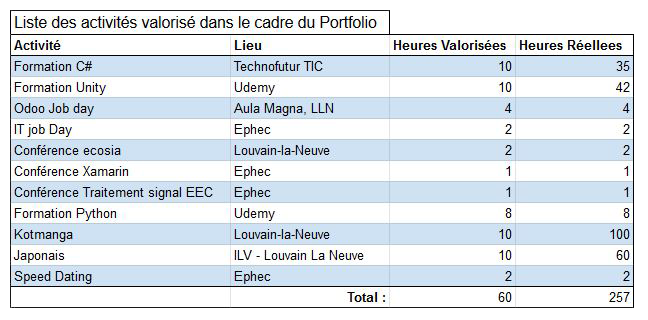 Liste des activités valorisé dans le cadre du Portfolio
Activité Lieu Heures Valorisées Heures Réellees
Formation C# Technofutur TIC 10 35
Formation Unity Udemy 10 42
Odoo Job day Aula Magna, LLN 4 4
IT job Day Ephec 2 2
Conférence ecosia Louvain-la-Neuve 2 2
Conférence Xamarin Ephec 1 1
Conférence Traitement signal EEC Ephec 1 1
Formation Python Udemy 8 8
Kotmanga Louvain-la-Neuve 10 100
Japonais ILV - Louvain La Neuve 10 60
Speed Dating Ephec 2 2
Total : 60 257